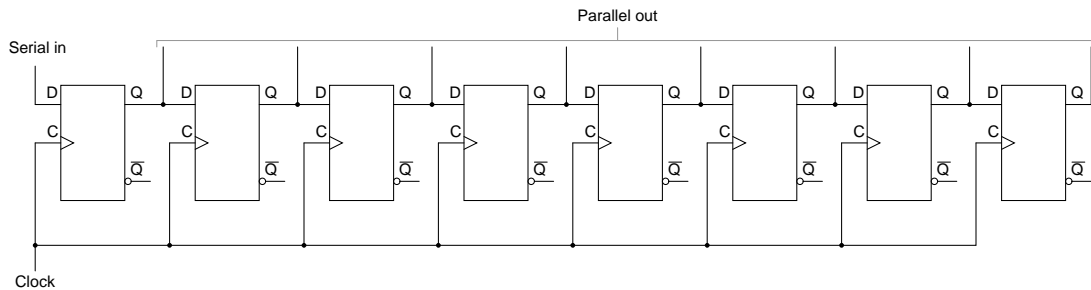 Parallel out
Serial in
D Q D Q D Q D Q D Q D Q D Q D Q
C C C C C C C C
Q̅ Q̅ Q̅ Q̅ Q̅ Q̅ Q̅ Q̅
Clock